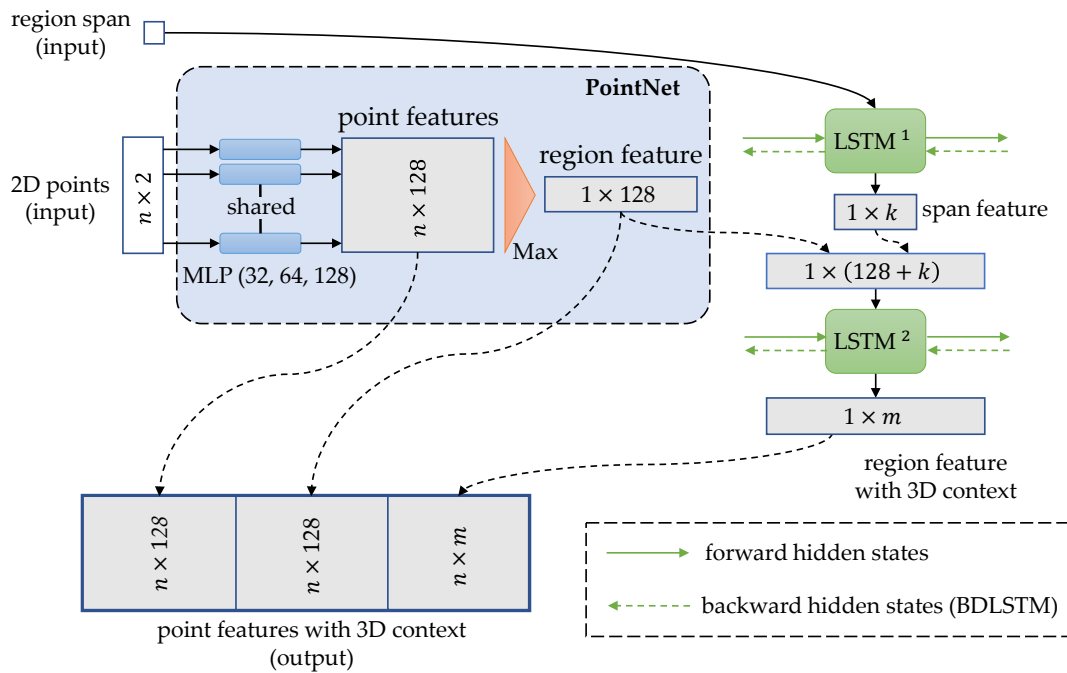 region span
(input)
PointNet
point features
region feature
2D points
(input)
n × 2
shared
n × 128
1 × 128
Max
MLP (32, 64, 128)
LSTM ¹
1 × k
span feature
1 × (128 + k)
LSTM ²
1 × m
region feature
with 3D context
n × 128
n × 128
n × m
point features with 3D context
(output)
forward hidden states
backward hidden states (BDLSTM)